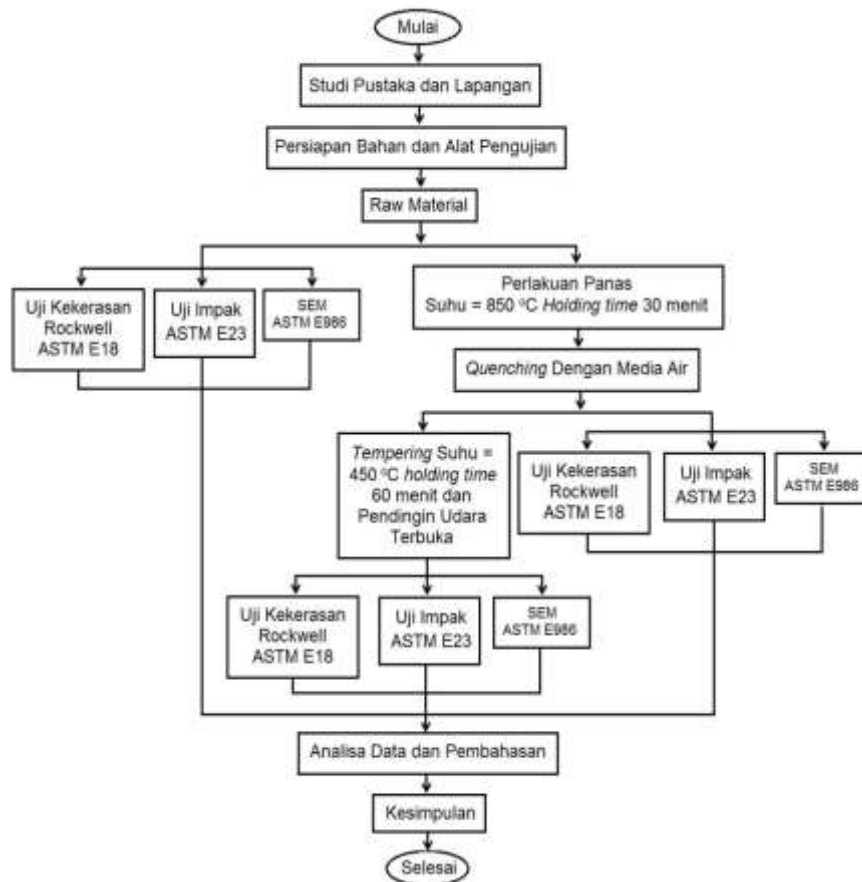 Mulai
Studi Pustaka dan Lapangan
Persiapan Bahan dan Alat Pengujian
Raw Material
Uji Kekerasan
Rockwell
ASTM E18
Uji Impak
ASTM E23
SEM
ASTM E986
Perlakuan Panas
Suhu = 850 °C Holding time 30 menit
Quenching Dengan Media Air
Tempering Suhu =
450 °C holding time
60 menit dan
Pendingin Udara
Terbuka
Uji Kekerasan
Rockwell
ASTM E18
Uji Impak
ASTM E23
SEM
ASTM E986
Uji Kekerasan
Rockwell
ASTM E18
Uji Impak
ASTM E23
SEM
ASTM E986
Analisa Data dan Pembahasan
Kesimpulan
Selesai